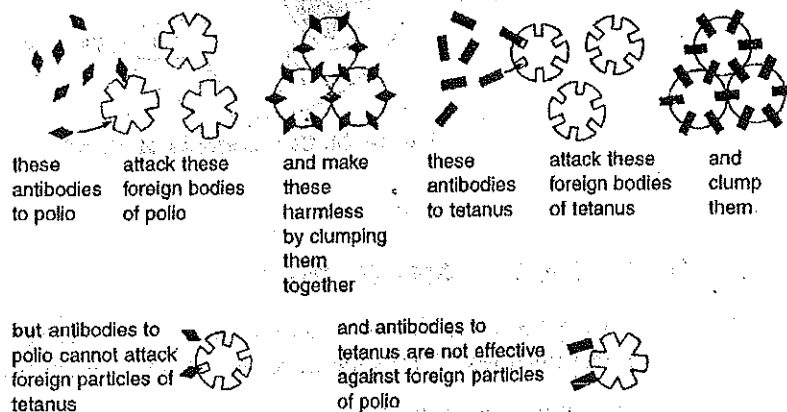 these
antibodies
to polio
attack these
foreign bodies
of polio
and make
these
harmless
by clumping
them
together
these
antibodies
to tetanus
attack these
foreign bodies
of tetanus
and
clump
them.
but antibodies to
polio cannot attack
foreign particles of
tetanus
and antibodies to
tetanus are not effective
against foreign particles
of polio